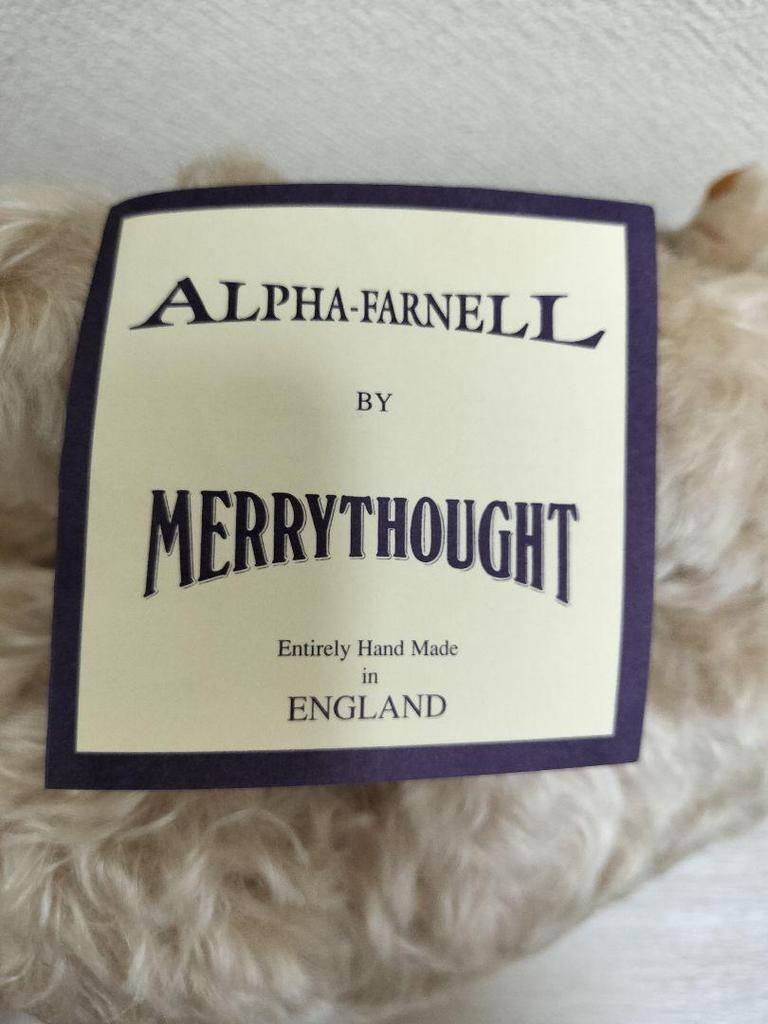 ALPHA-FARNELL
BY
MERRYTHOUGHT
Entirely Hand Made
in
ENGLAND